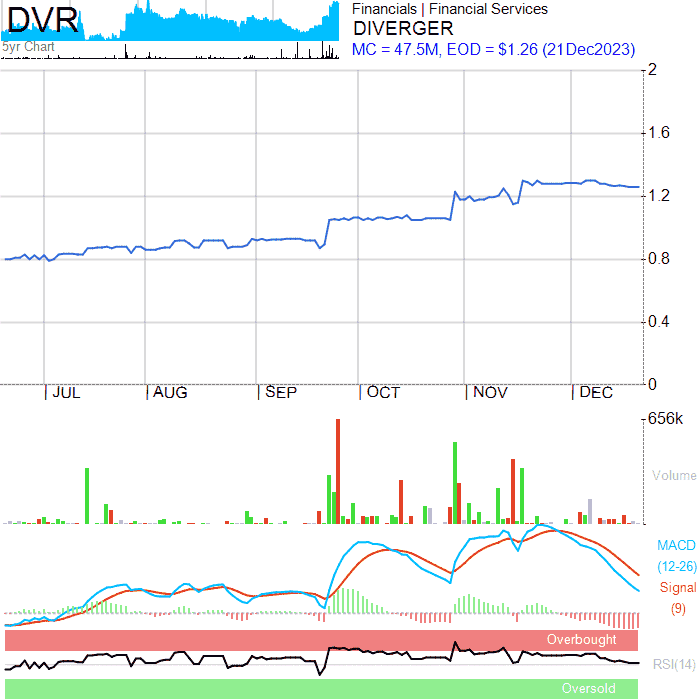 DVR
5yr Chart
Financials | Financial Services
DIVERGER
MC = 47.5M, EOD = $1.26 (21Dec2023)
2
1.6
1.2
0.8
0.4
0
JUL AUG SEP OCT NOV DEC
656k
Volume
MACD
(12-26)
Signal
(9)
Overbought
RSI(14)
Oversold